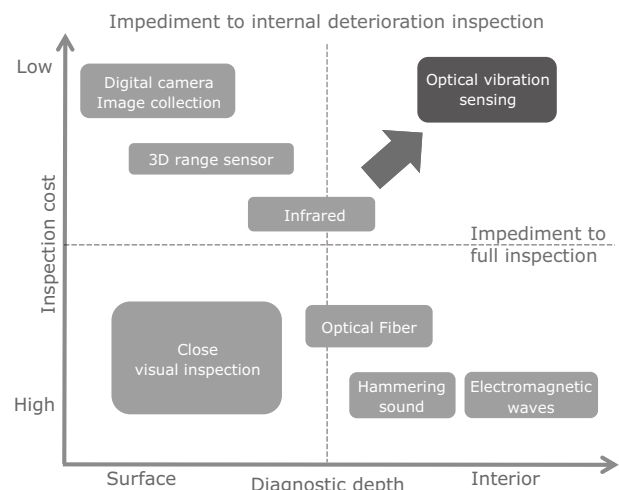 Impediment to internal deterioration inspection
Low
Digital camera
Image collection
Optical vibration
sensing
3D range sensor
Infrared
Inspection cost
Impediment to
full inspection
Optical Fiber
Close
visual inspection
Hammering
sound
Electromagnetic
waves
High
Surface
Diagnostic depth
Interior